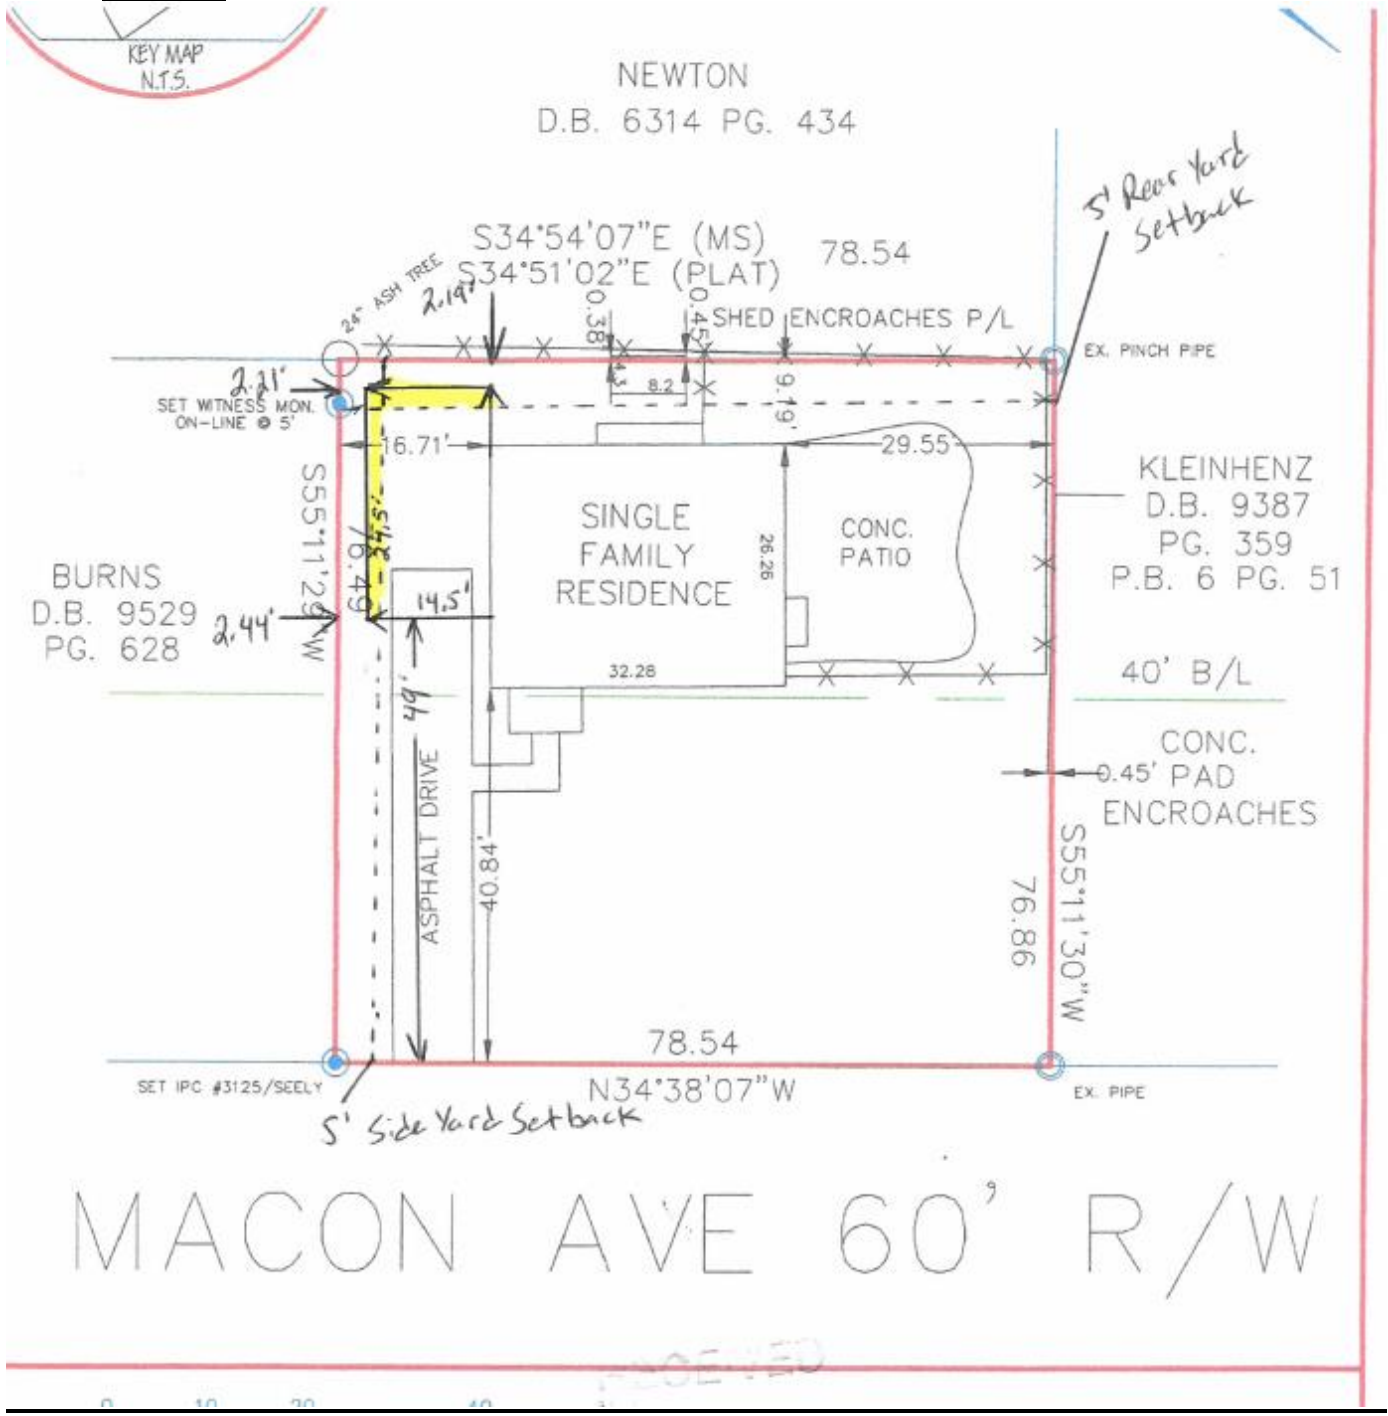 KEY MAP
N.T.S.
NEWTON
D.B. 6314 PG. 434
5' Rear Yard
Setback
S34°54'07"E (MS)
S34°51'02"E (PLAT)
78.54
24" ASH TREE
2.19'
0.38'
0.45'
SHED ENCROACHES P/L
EX. PINCH PIPE
2.21'
SET WITNESS MON.
ON-LINE @ 5'
4.3
8.2
9.19'
16.71'
29.55'
S55°11'29"W
76.49
24.5'
SINGLE
FAMILY
RESIDENCE
26.26
CONC.
PATIO
KLEINHENZ
D.B. 9387
PG. 359
P.B. 6 PG. 51
BURNS
D.B. 9529
PG. 628
2.44'
14.5'
32.28
40' B/L
49'
ASPHALT DRIVE
40.84'
CONC.
0.45' PAD
ENCROACHES
S55°11'30"W
76.86
78.54
N34°38'07"W
SET IPC #3125/SEELY
EX. PIPE
5' Side Yard Setback
MACON AVE 60' R/W
RECEIVED
0 10 20 40